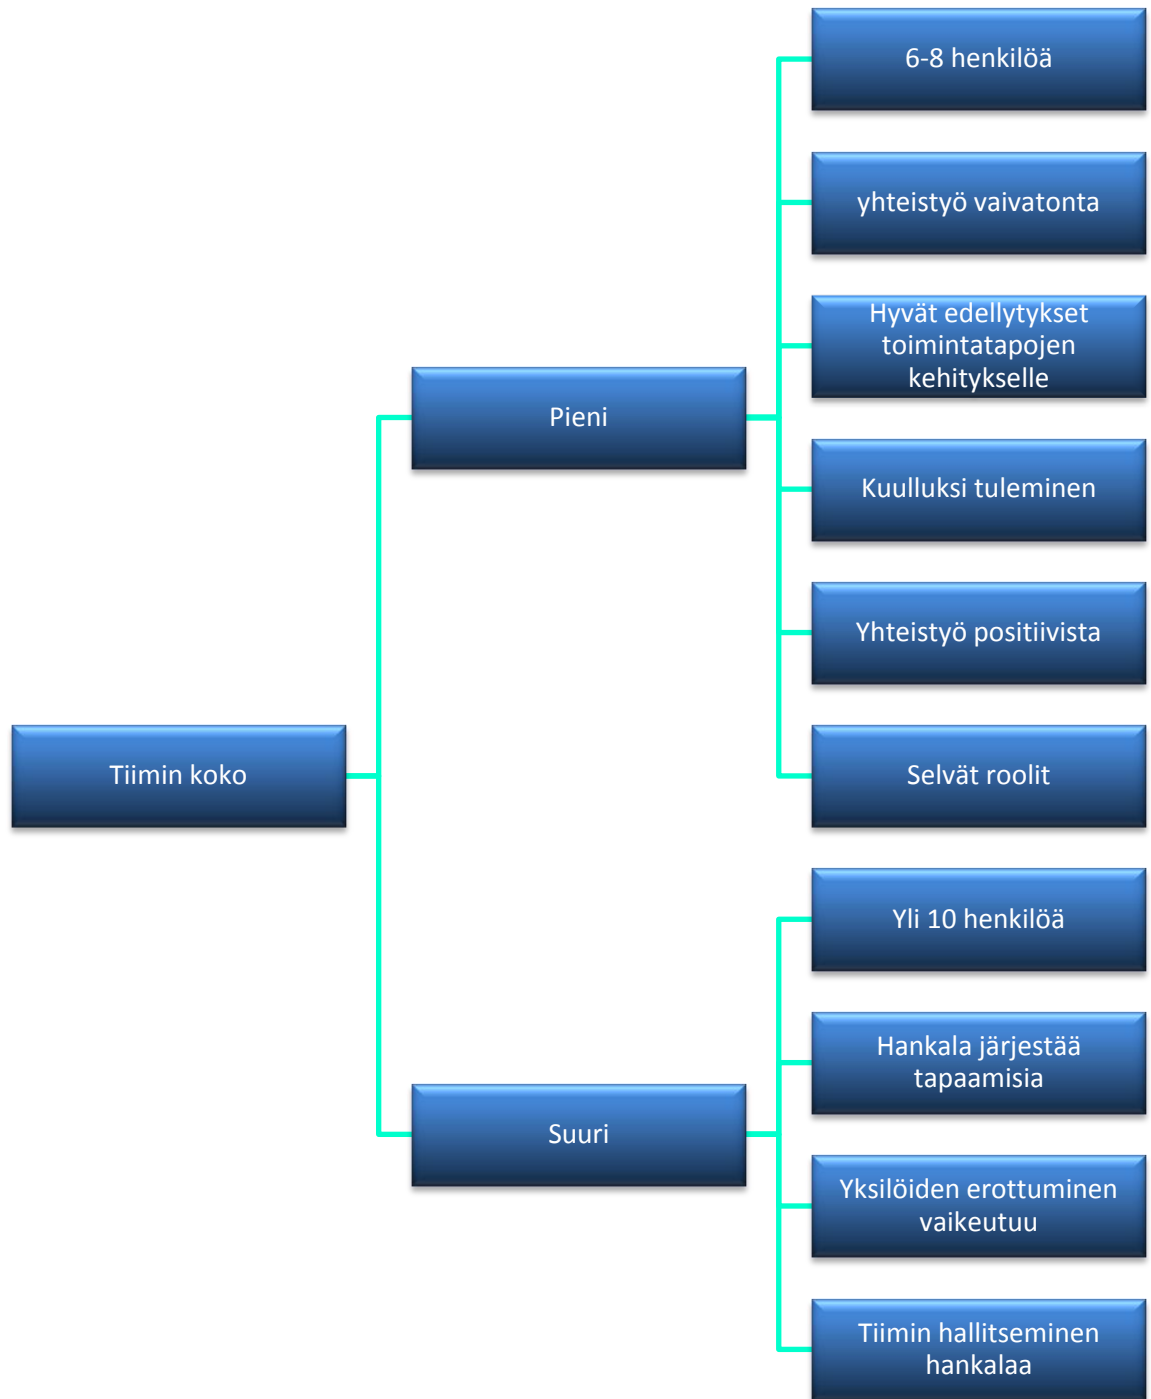 6-8 henkilöä
yhteistyö vaivatonta
Hyvät edellytykset
toimintatapojen
kehitykselle
Pieni
Kuulluksi tuleminen
Yhteistyö positiivista
Tiimin koko
Selvät roolit
Yli 10 henkilöä
Hankala järjestää
tapaamisia
Suuri
Yksilöiden erottuminen
vaikeutuu
Tiimin hallitseminen
hankalaa